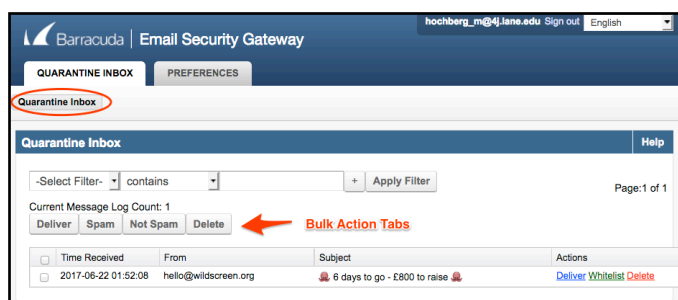 hochberg_m@4j.lane.edu Sign out English
Barracuda | Email Security Gateway
QUARANTINE INBOX PREFERENCES
Quarantine Inbox
Quarantine Inbox Help
-Select Filter- contains + Apply Filter
Page:1 of 1
Current Message Log Count: 1
Deliver Spam Not Spam Delete Bulk Action Tabs
Time Received From Subject Actions
2017-06-22 01:52:08 hello@wildscreen.org 6 days to go - £800 to raise Deliver Whitelist Delete